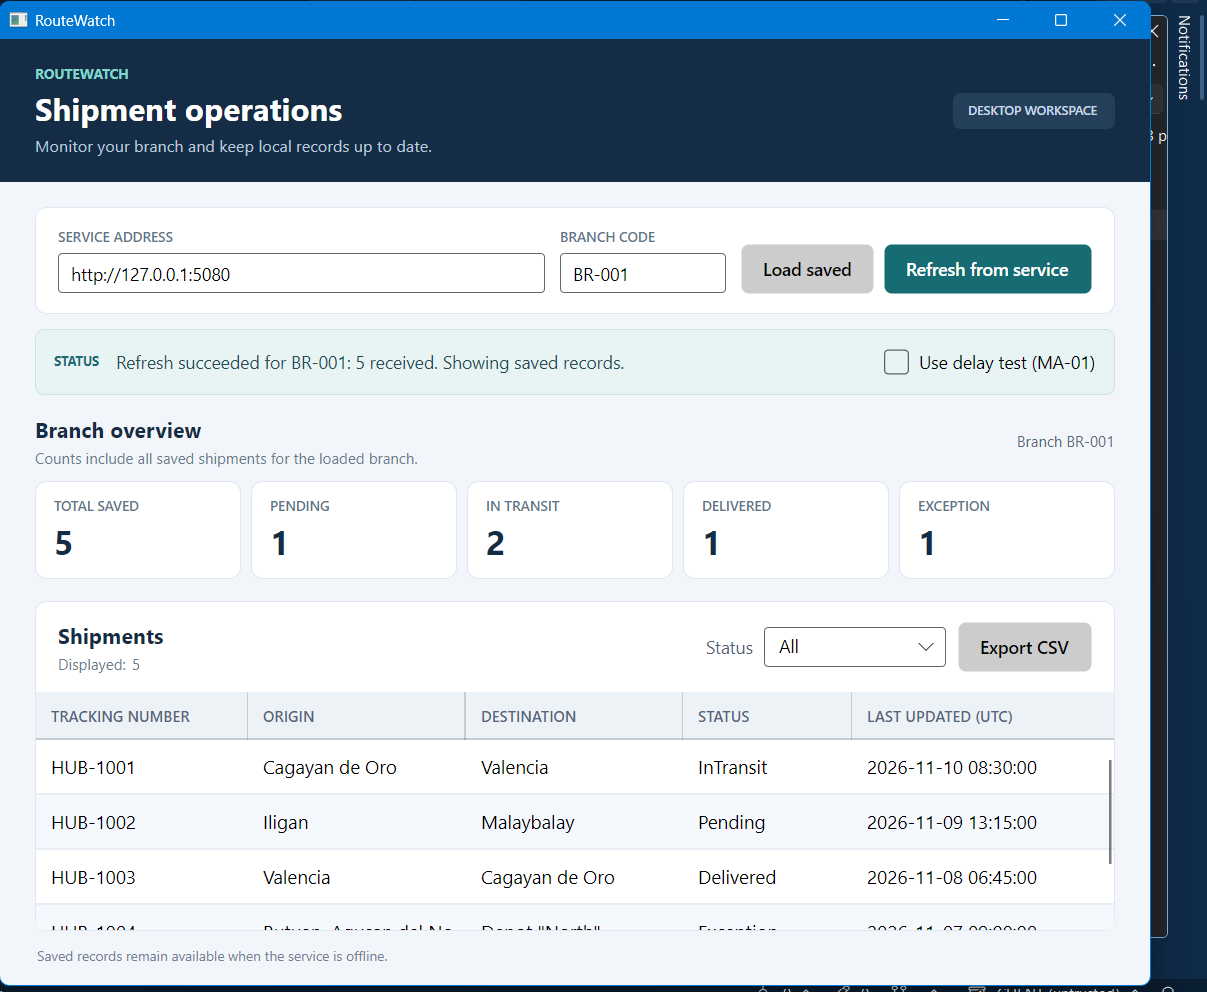 RouteWatch
Notifications
ROUTEWATCH
Shipment operations
DESKTOP WORKSPACE
Monitor your branch and keep local records up to date.
SERVICE ADDRESS
BRANCH CODE
http://127.0.0.1:5080
BR-001
Load saved
Refresh from service
STATUS
Refresh succeeded for BR-001: 5 received. Showing saved records.
Use delay test (MA-01)
Branch overview
Branch BR-001
Counts include all saved shipments for the loaded branch.
TOTAL SAVED
5
PENDING
1
IN TRANSIT
2
DELIVERED
1
EXCEPTION
1
Shipments
Displayed: 5
Status
All
Export CSV
TRACKING NUMBER ORIGIN DESTINATION STATUS LAST UPDATED (UTC)
HUB-1001 Cagayan de Oro Valencia InTransit 2026-11-10 08:30:00
HUB-1002 Iligan Malaybalay Pending 2026-11-09 13:15:00
HUB-1003 Valencia Cagayan de Oro Delivered 2026-11-08 06:45:00
HUB-1004 Depot "North" Exception
Saved records remain available when the service is offline.